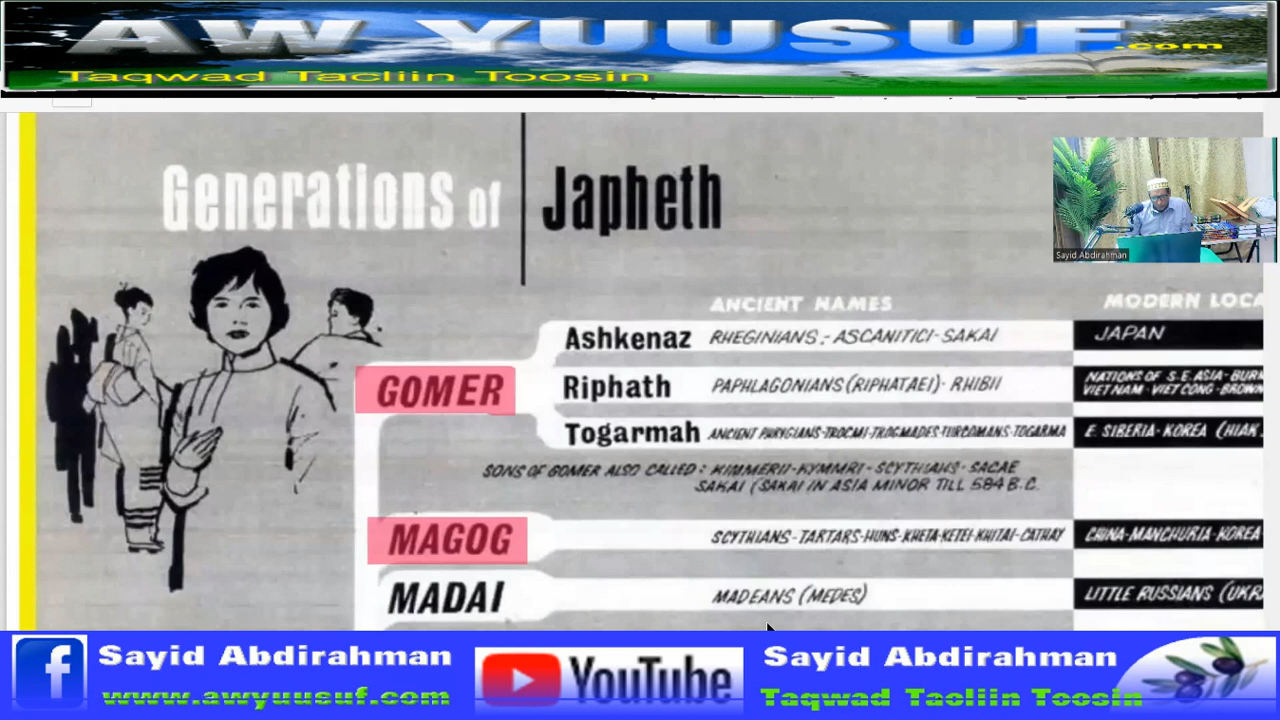 AW YUUSUF.com
Taqwad Tacliin Toosin
Generations of Japheth
Sayid Abdirahman
ANCIENT NAMES MODERN LOCA
Ashkenaz RHEGINIANS - ASCANITICI - SAKAI JAPAN
GOMER Riphath PAPHLAGONIANS (RIPHATAEI) - RHIBII NATIONS OF S.E. ASIA - BUR
VIET NAM - VIET CONG - BROWN
Togarmah ANCIENT PHRYGIANS - TROCMI - TROGMADES - TURCOMANS - TOGARMA E. SIBERIA - KOREA (HIAK
SONS OF GOMER ALSO CALLED: KIMMERII - KYMMRI - SCYTHIANS - SACAE
SAKAI (SAKAI IN ASIA MINOR TILL 584 B.C.
MAGOG SCYTHIANS - TARTARS - HUNS - KHETA - KETEI - KHITAI - CATHAY CHINA - MANCHURIA - KOREA
MADAI MADEANS (MEDES) LITTLE RUSSIANS (UKR
Sayid Abdirahman
www.awyuusuf.com
YouTube
Sayid Abdirahman
Taqwad Taoliin Toosin